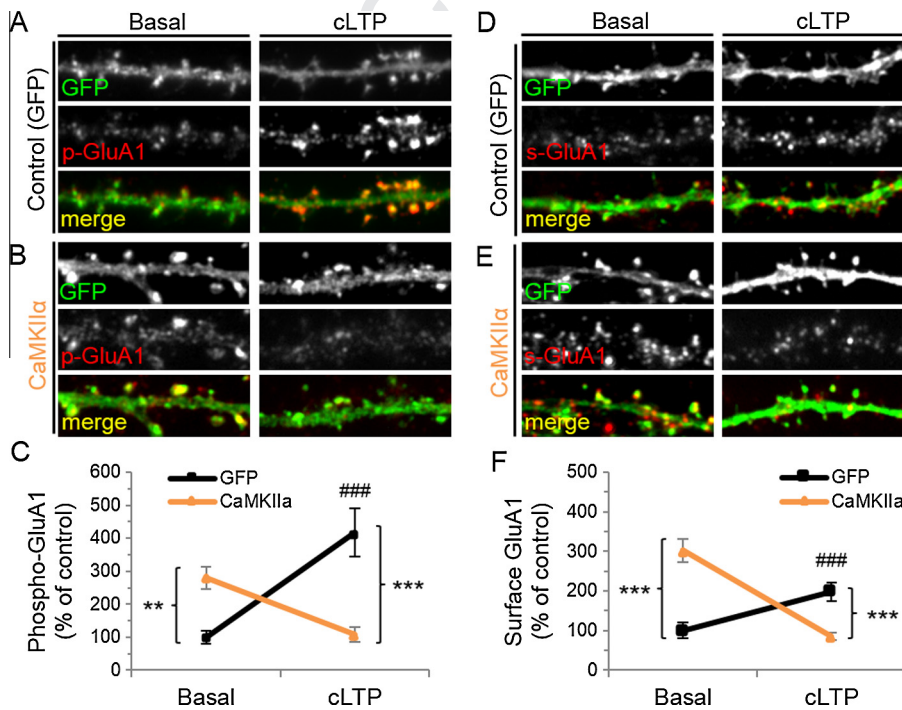 A
Basal
cLTP
Control (GFP)
GFP
p-GluA1
merge
B
CaMKIIα
GFP
p-GluA1
merge
D
Basal
cLTP
Control (GFP)
GFP
s-GluA1
merge
E
CaMKIIα
GFP
s-GluA1
merge
C
Phospho-GluA1
(% of control)
600
500
400
300
200
100
0
GFP
CaMKIIa
###
**
***
Basal
cLTP
F
Surface GluA1
(% of control)
500
400
300
200
100
0
GFP
CaMKIIa
###
***
***
Basal
cLTP